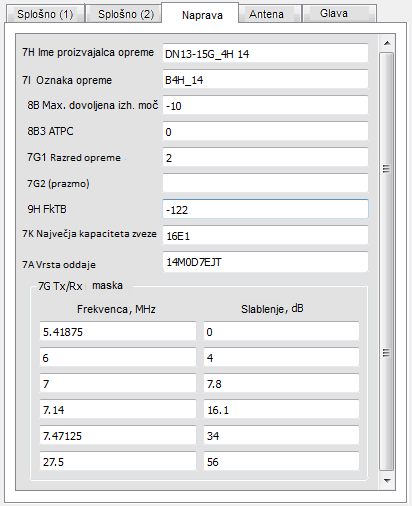 Splošno (1) Splošno (2) Naprava Antena Glava
7H Ime proizvajalca opreme DN13-15G_4H 14
7I Oznaka opreme B4H_14
8B Max. dovoljena izh. moč -10
8B3 ATPC 0
7G1 Razred opreme 2
7G2 (prazmo)
9H FkTB -122
7K Največja kapaciteta zveze 16E1
7A Vrsta oddaje 14M0D7EJT
7G Tx/Rx maska
Frekvenca, MHz Slablenje, dB
5.41875 0
6 4
7 7.8
7.14 16.1
7.47125 34
27.5 56